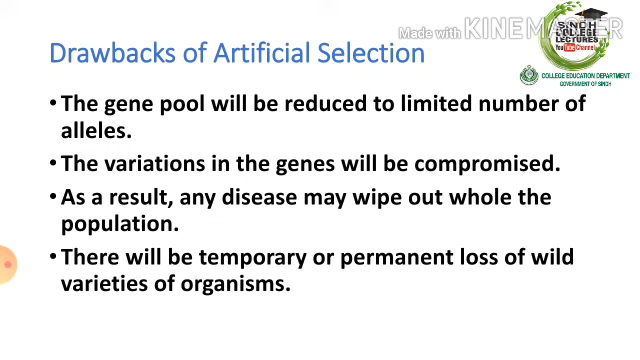 Made with KINEMASTER
SINDH
COLLEGE
LECTURES
YouTube Channel
COLLEGE EDUCATION DEPARTMENT
GOVERNMENT OF SINDH
Drawbacks of Artificial Selection
• The gene pool will be reduced to limited number of
alleles.
• The variations in the genes will be compromised.
• As a result, any disease may wipe out whole the
population.
• There will be temporary or permanent loss of wild
varieties of organisms.